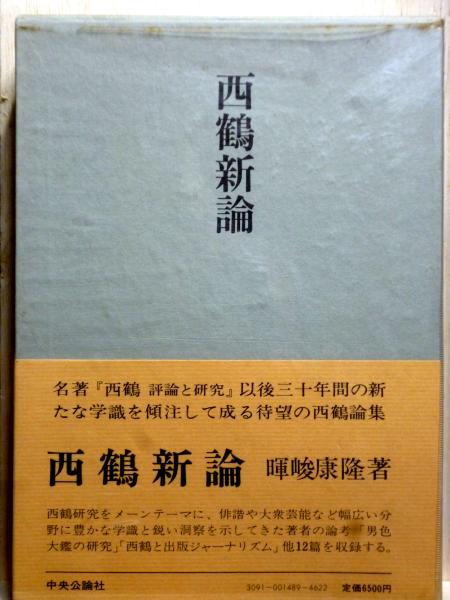 西鶴新論
名著『西鶴 評論と研究』以後三十年間の新
たな学識を傾注して成る待望の西鶴論集
西鶴新論 暉峻康隆著
西鶴研究をメーンテーマに、俳諧や大衆芸能など幅広い分
野に豊かな学識と鋭い洞察を示してきた著者の論考「男色
大鑑の研究」「西鶴と出版ジャーナリズム」他12篇を収録する。
中央公論社 3091-001489-4622 定価6500円